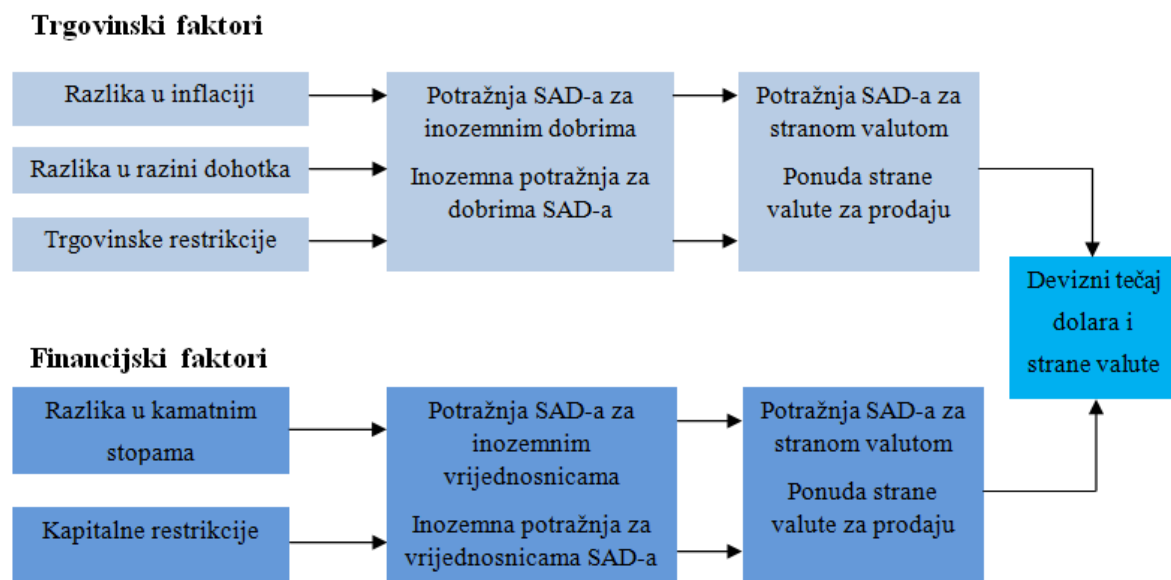 Trgovinski faktori
Razlika u inflaciji
Razlika u razini dohotka
Trgovinske restrikcije
Potražnja SAD-a za
inozemnim dobrima
Inozemna potražnja za
dobrima SAD-a
Potražnja SAD-a za
stranom valutom
Ponuda strane
valute za prodaju
Devizni tečaj
dolara i
strane valute
Financijski faktori
Razlika u kamatnim
stopama
Kapitalne restrikcije
Potražnja SAD-a za
inozemnim
vrijednosnicama
Inozemna potražnja za
vrijednosnicama SAD-a
Potražnja SAD-a za
stranom valutom
Ponuda strane
valute za prodaju